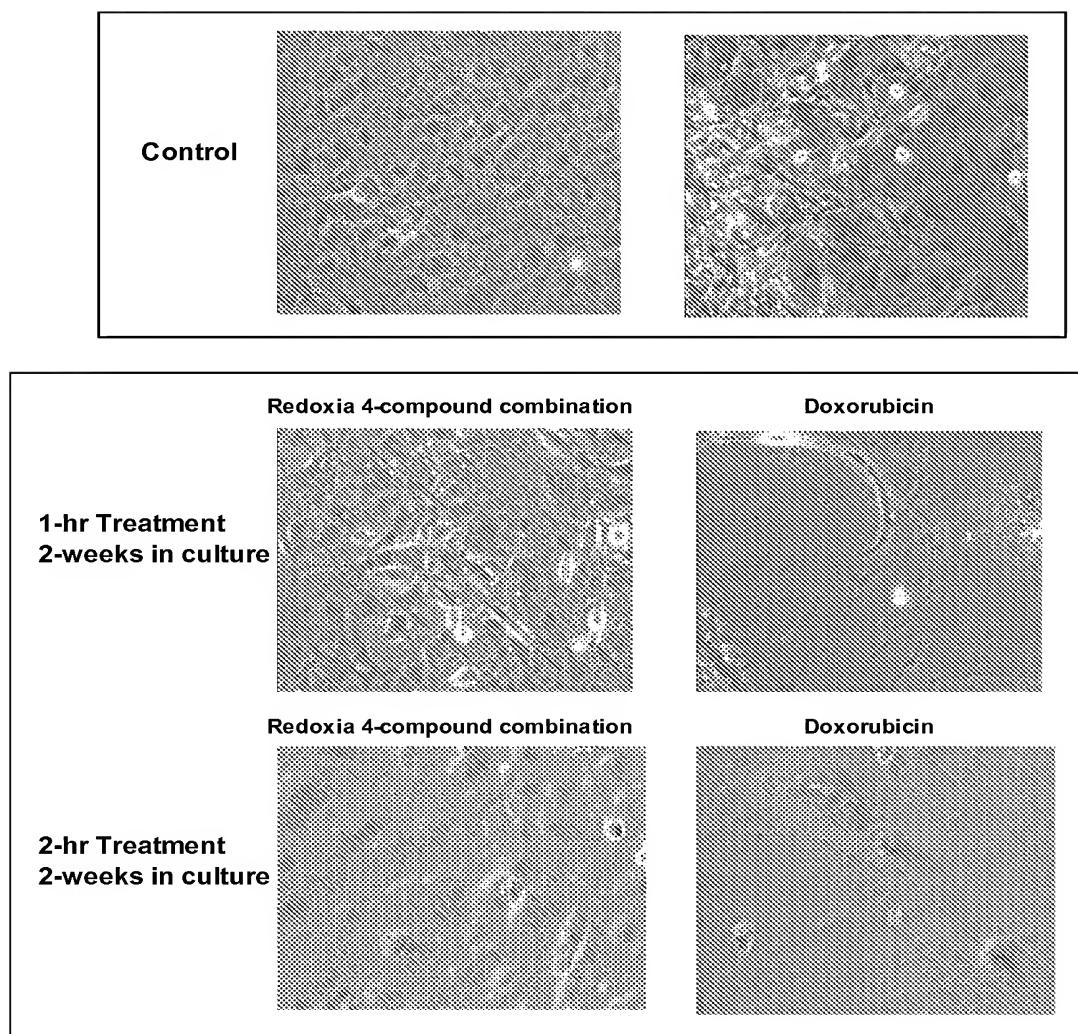 Control
Redoxia 4-compound combination
Doxorubicin
1-hr Treatment
2-weeks in culture
Redoxia 4-compound combination
Doxorubicin
2-hr Treatment
2-weeks in culture